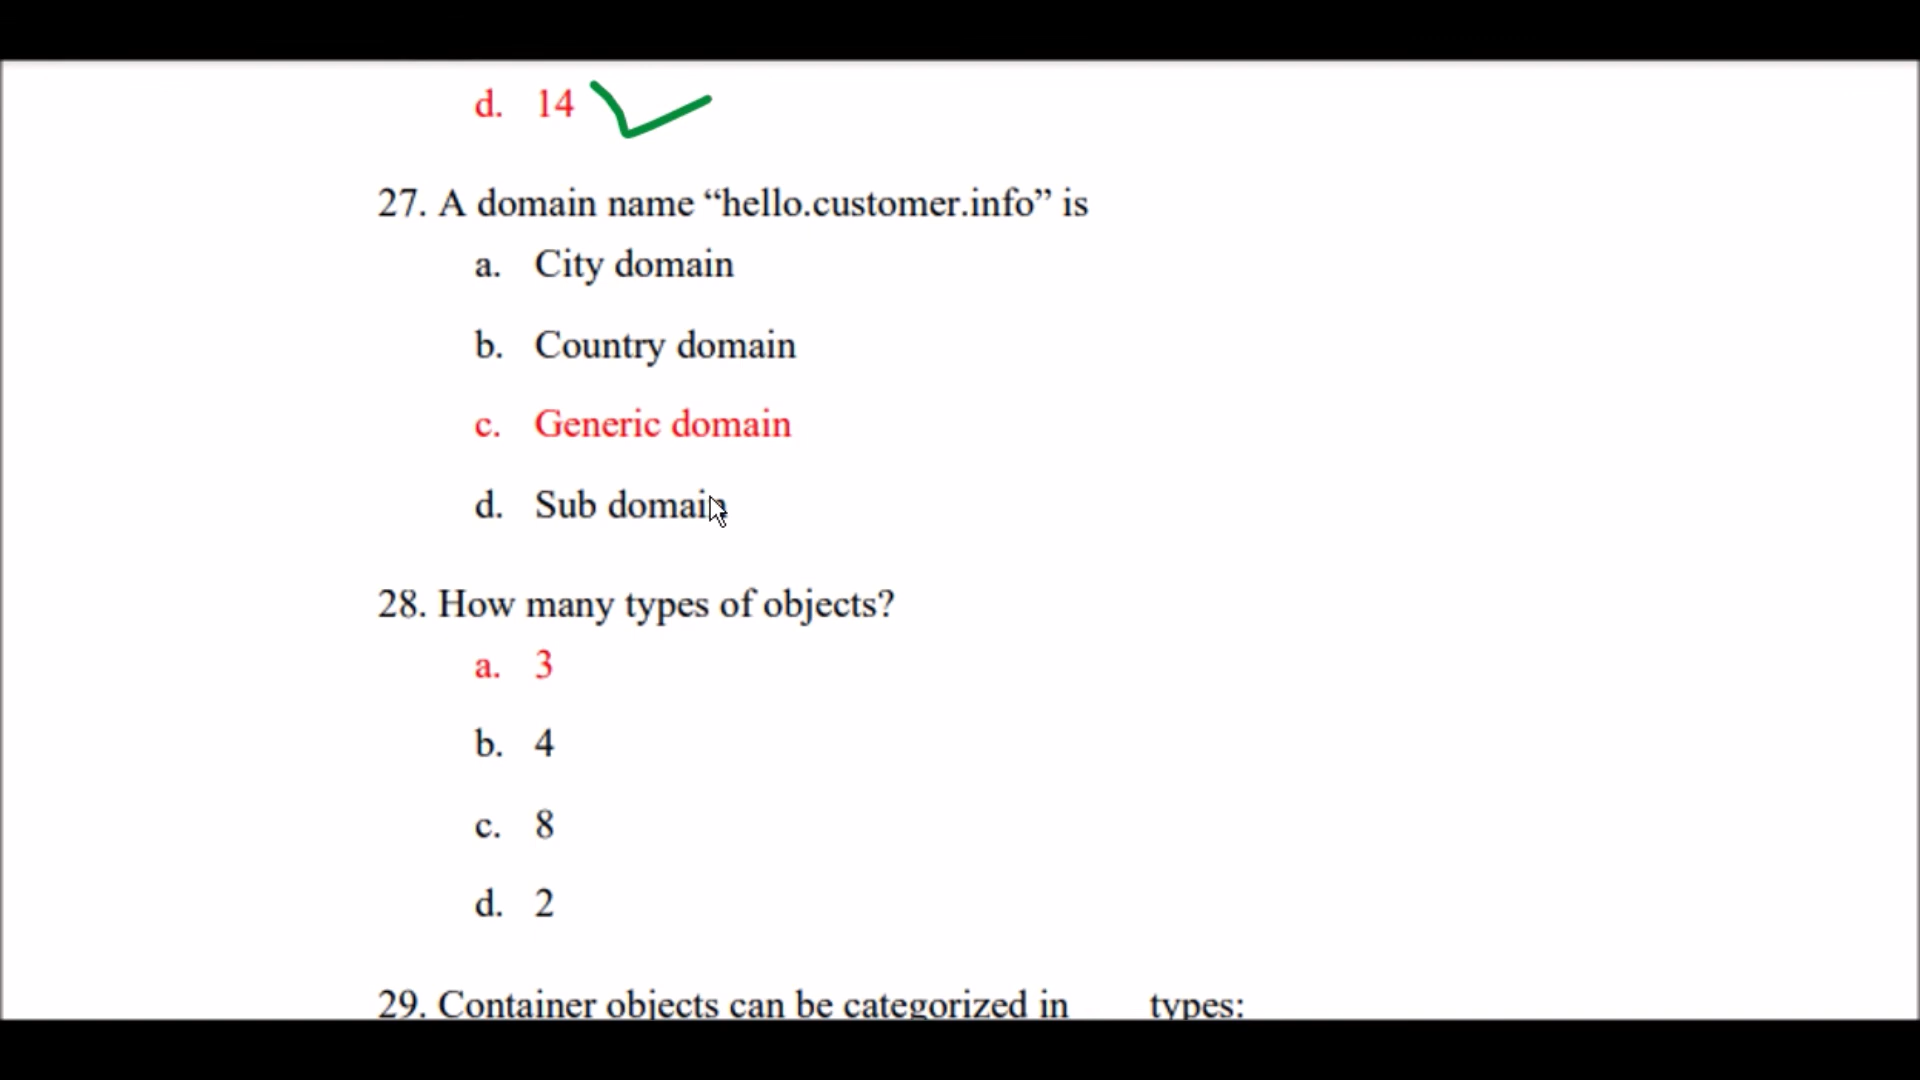 d. 14
27. A domain name “hello.customer.info” is
a. City domain
b. Country domain
c. Generic domain
d. Sub domain
28. How many types of objects?
a. 3
b. 4
c. 8
d. 2
29. Container objects can be categorized in types: